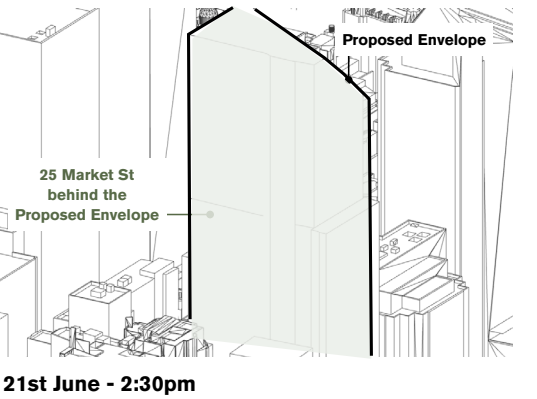 Proposed Envelope
25 Market St
behind the
Proposed Envelope
21st June - 2:30pm